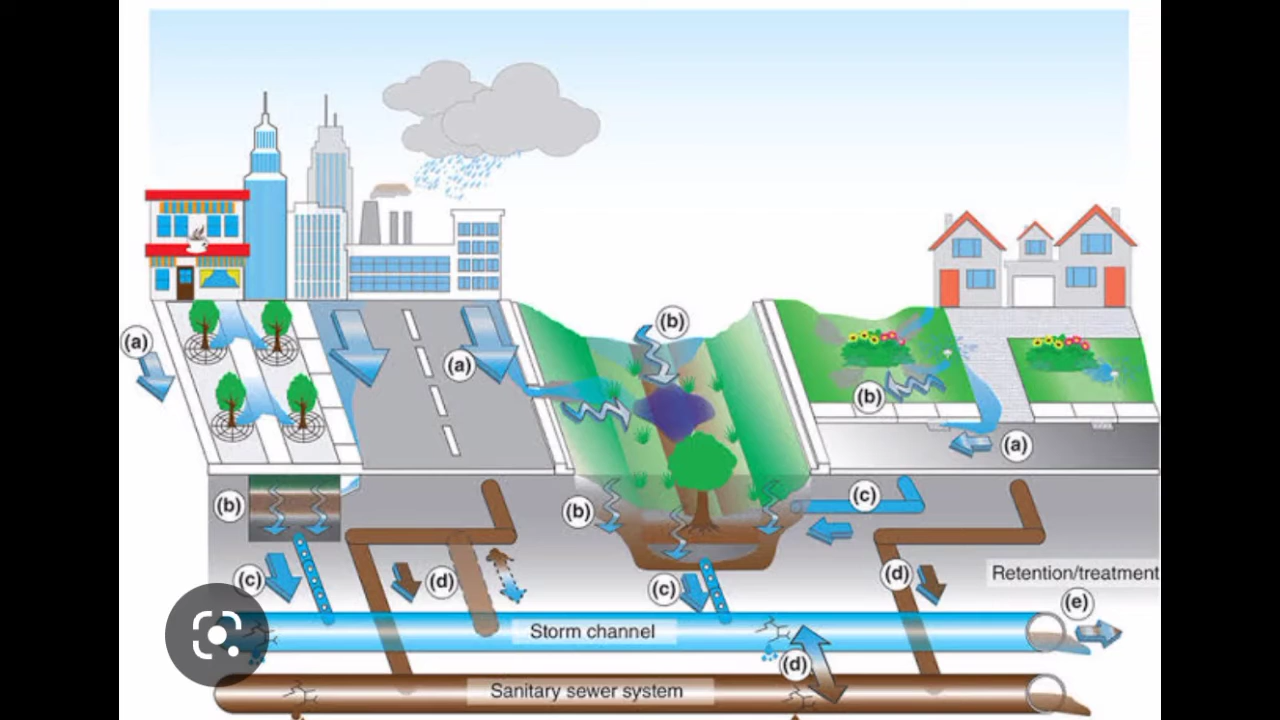 (b)
(a)
(a)
(b)
(a)
(c)
(b)
(b)
Retention/treatment
(d)
(c)
(d)
(c)
(e)
Storm channel
(d)
Sanitary sewer system